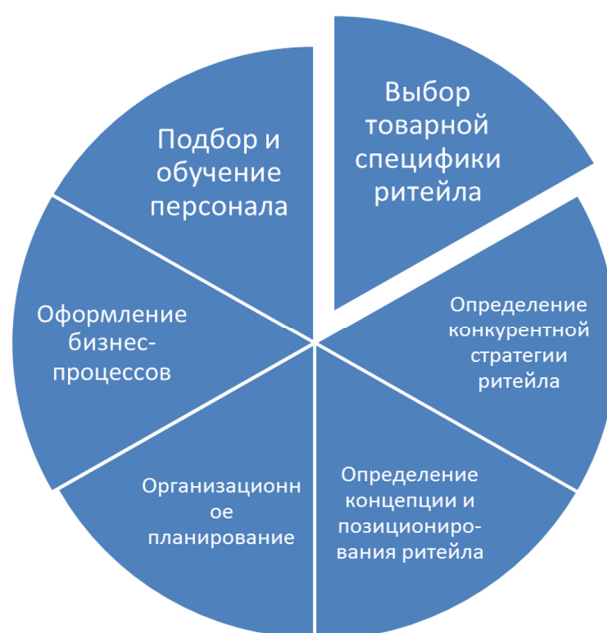 Выбор
товарной
специфики
ритейла
Определение
конкурентной
стратегии
ритейла
Определение
концепции и
позициониро-
вания ритейла
Организационн
ое
планирование
Оформление
бизнес-
процессов
Подбор и
обучение
персонала